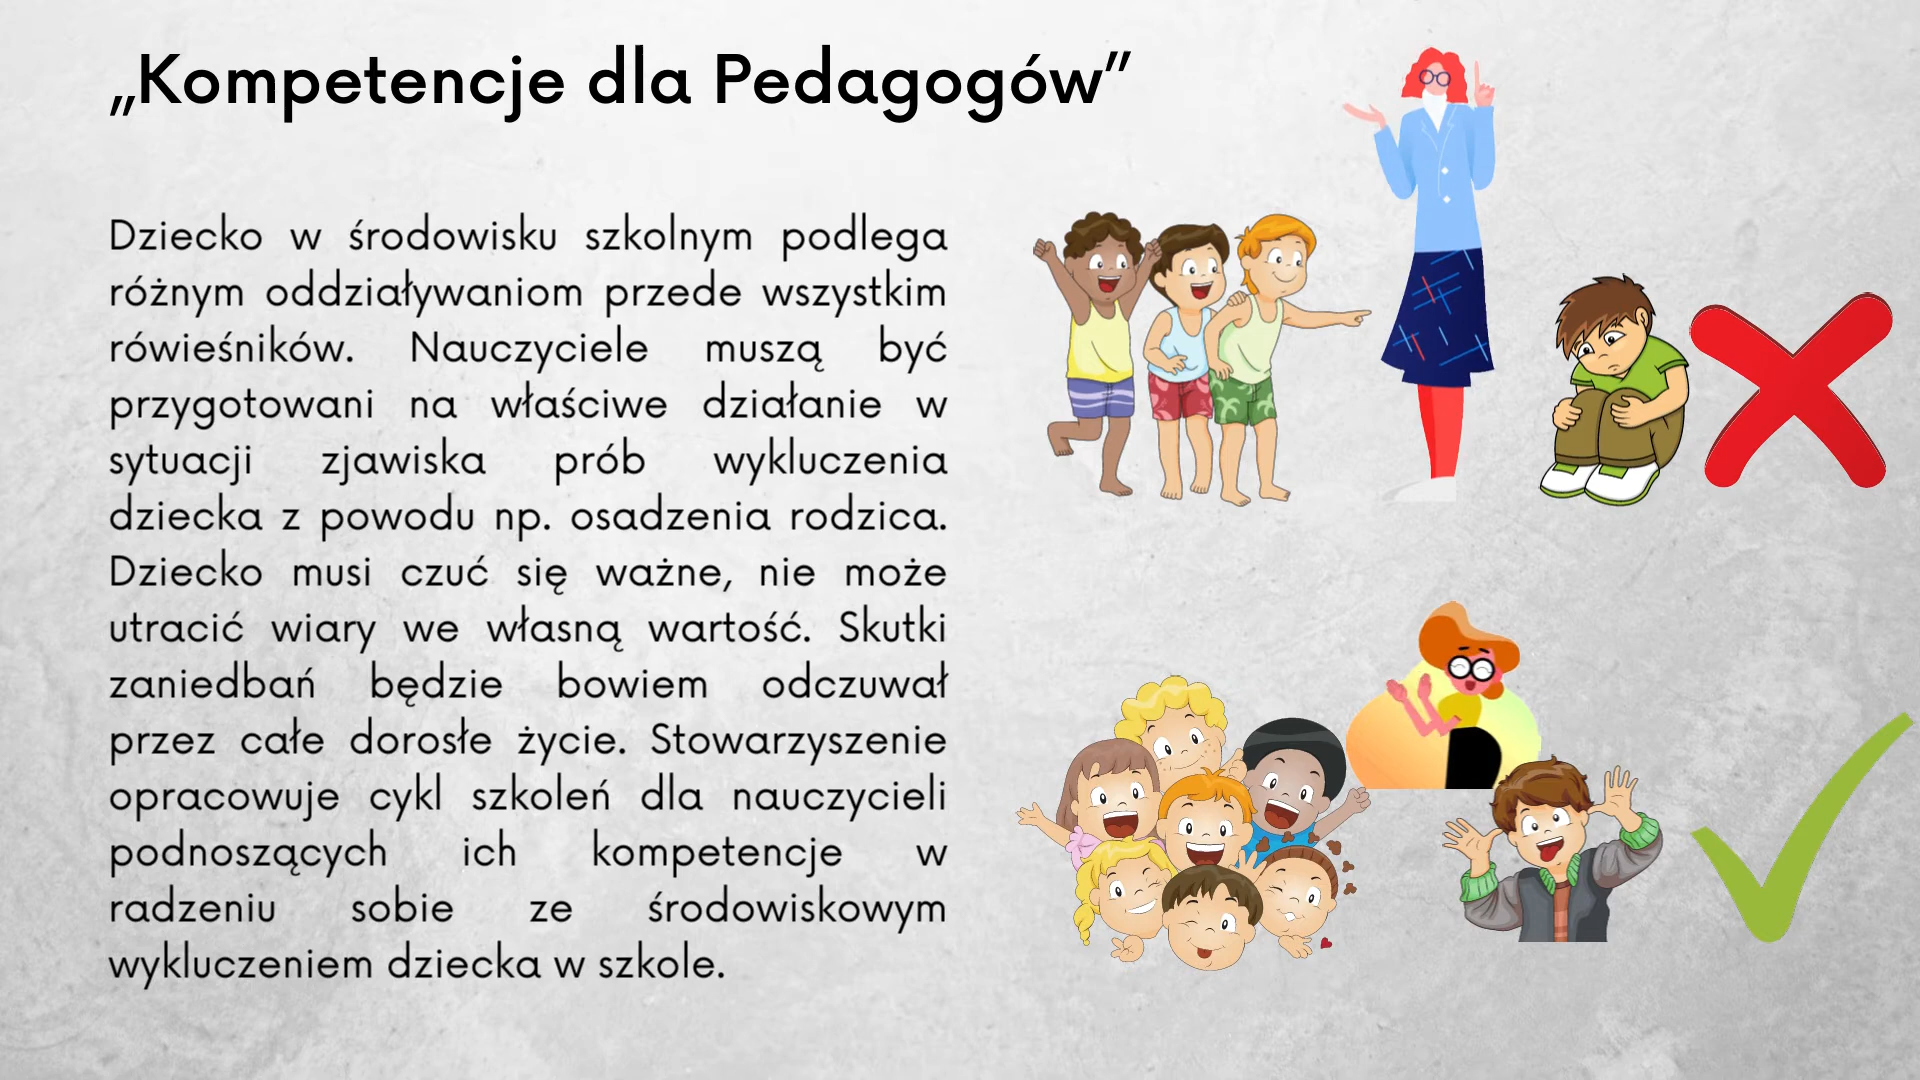 „Kompetencje dla Pedagogów”
Dziecko w środowisku szkolnym podlega
różnym oddziaływaniom przede wszystkim
rówieśników. Nauczyciele muszą być
przygotowani na właściwe działanie w
sytuacji zjawiska prób wykluczenia
dziecka z powodu np. osadzenia rodzica.
Dziecko musi czuć się ważne, nie może
utracić wiary we własną wartość. Skutki
zaniedbań będzie bowiem odczuwał
przez całe dorosłe życie. Stowarzyszenie
opracowuje cykl szkoleń dla nauczycieli
podnoszących ich kompetencje w
radzeniu sobie ze środowiskowym
wykluczeniem dziecka w szkole.